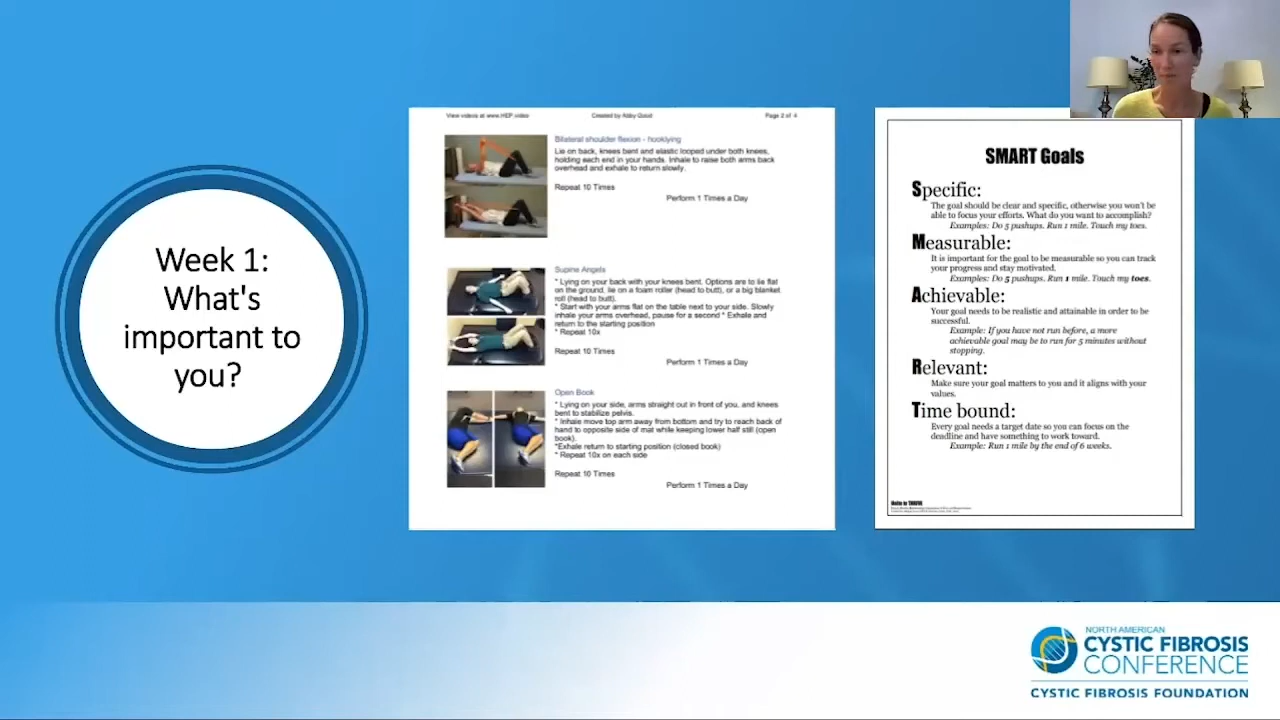 Week 1:
What's
important to
you?
View videos at www.HEP.video
Created by Abby Good
Page 2 of 4
Bilateral shoulder flexion - hooklying
Lie on back, knees bent and elastic looped under both knees,
holding each end in your hands. Inhale to raise both arms back
overhead and exhale to return slowly.
Repeat 10 Times
Perform 1 Times a Day
Supine Angels
* Lying on your back with your knees bent. Options are to lie flat
on the ground, lie on a foam roller (head to butt), or a big blanket
roll (head to butt).
* Start with your arms flat on the table next to your side. Slowly
inhale your arms overhead, pause for a second * Exhale and
return to the starting position
* Repeat 10x
Repeat 10 Times
Perform 1 Times a Day
Open Book
* Lying on your side, arms straight out in front of you, and knees
bent to stabilize pelvis.
* Inhale move top arm away from bottom and try to reach back of
hand to opposite side of mat while keeping lower half still (open
book).
*Exhale return to starting position (closed book)
* Repeat 10x on each side
Repeat 10 Times
Perform 1 Times a Day
SMART Goals
Specific:
The goal should be clear and specific, otherwise you won't be
able to focus your efforts. What do you want to accomplish?
Examples: Do 5 pushups. Run 1 mile. Touch my toes.
Measurable:
It is important for the goal to be measurable so you can track
your progress and stay motivated.
Examples: Do 5 pushups. Run 1 mile. Touch my toes.
Achievable:
Your goal needs to be realistic and attainable in order to be
successful.
Example: If you have not run before, a more
achievable goal may be to run for 5 minutes without
stopping.
Relevant:
Make sure your goal matters to you and it aligns with your
values.
Time bound:
Every goal needs a target date so you can focus on the
deadline and have something to work toward.
Example: Run 1 mile by the end of 6 weeks.
NORTH AMERICAN
CYSTIC FIBROSIS
CONFERENCE
CYSTIC FIBROSIS FOUNDATION